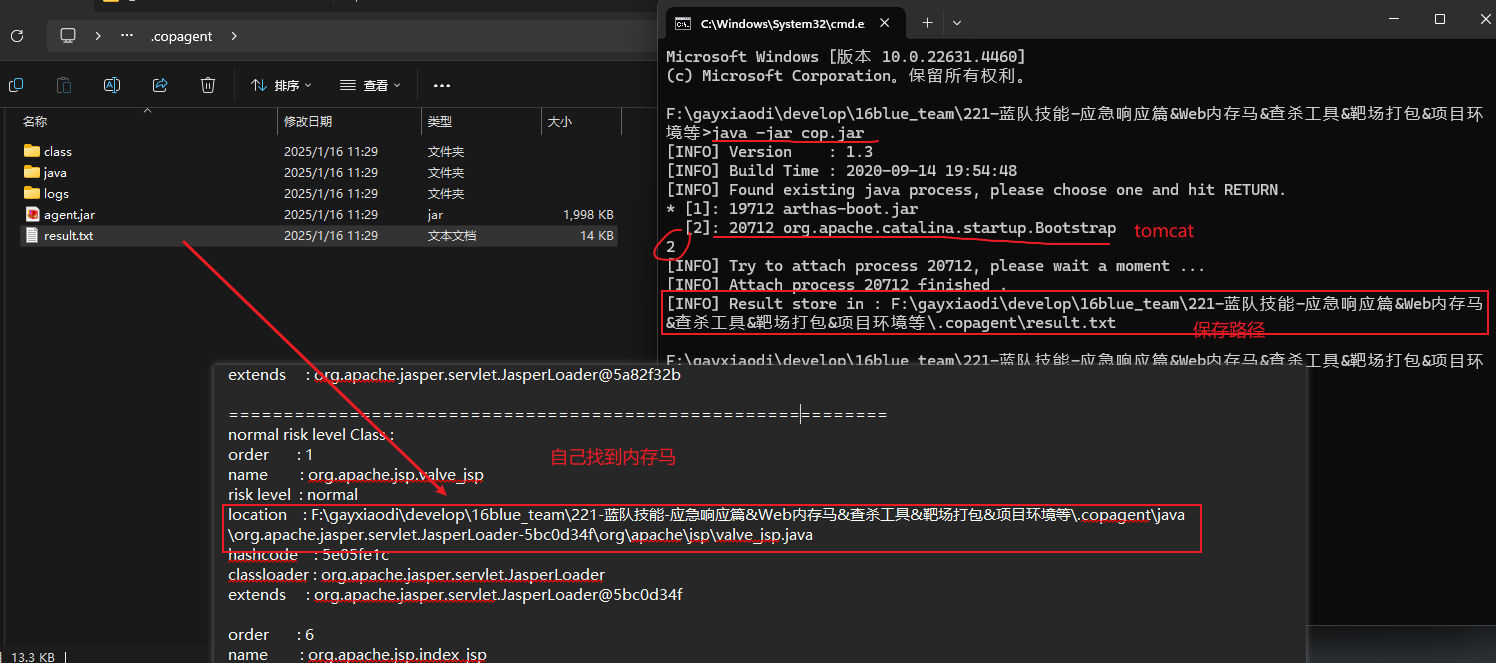 .copagent
排序
查看
名称
修改日期
类型
大小
class
2025/1/16 11:29
文件夹
java
2025/1/16 11:29
文件夹
logs
2025/1/16 11:29
文件夹
agent.jar
2025/1/16 11:29
jar
1,998 KB
result.txt
2025/1/16 11:29
文本文档
14 KB
13.3 KB
C:\Windows\System32\cmd.e
Microsoft Windows [版本 10.0.22631.4460]
(c) Microsoft Corporation。保留所有权利。
F:\gayxiaodi\develop\16blue_team\221-蓝队技能-应急响应篇&Web内存马&查杀工具&靶场打包&项目环
境等>java -jar cop.jar
[INFO] Version : 1.3
[INFO] Build Time : 2020-09-14 19:54:48
[INFO] Found existing java process, please choose one and hit RETURN.
* [1]: 19712 arthas-boot.jar
[2]: 20712 org.apache.catalina.startup.Bootstrap
tomcat
2
[INFO] Try to attach process 20712, please wait a moment ...
[INFO] Attach process 20712 finished .
[INFO] Result store in : F:\gayxiaodi\develop\16blue_team\221-蓝队技能-应急响应篇&Web内存马
&查杀工具&靶场打包&项目环境等\.copagent\result.txt
保存路径
F:\gayxiaodi\develop\16blue_team\221-蓝队技能-应急响应篇&Web内存马&查杀工具&靶场打包&项目环
extends : org.apache.jasper.servlet.JasperLoader@5a82f32b
============================================================
normal risk level Class :
order : 1
自己找到内存马
name : org.apache.jsp.valve_jsp
risk level : normal
location : F:\gayxiaodi\develop\16blue_team\221-蓝队技能-应急响应篇&Web内存马&查杀工具&靶场打包&项目环境等\.copagent\java
\org.apache.jasper.servlet.JasperLoader-5bc0d34f\org\apache\jsp\valve_jsp.java
hashcode : 5e05fe1c
classloader : org.apache.jasper.servlet.JasperLoader
extends : org.apache.jasper.servlet.JasperLoader@5bc0d34f
order : 6
name : org.apache.jsp.index_jsp